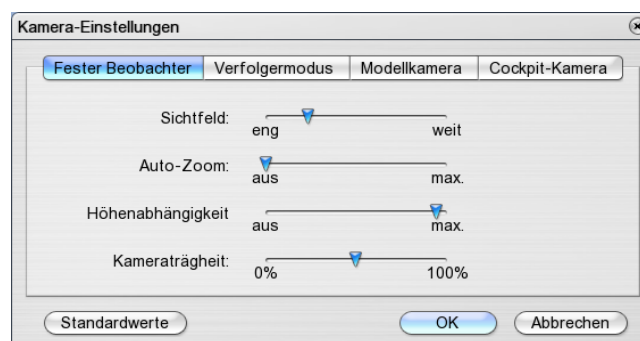 Kamera-Einstellungen
Fester Beobachter Verfolgermodus Modellkamera Cockpit-Kamera
Sichtfeld:
eng weit
Auto-Zoom:
aus max.
Höhenabhängigkeit
aus max.
Kameraträgheit:
0% 100%
Standardwerte OK Abbrechen